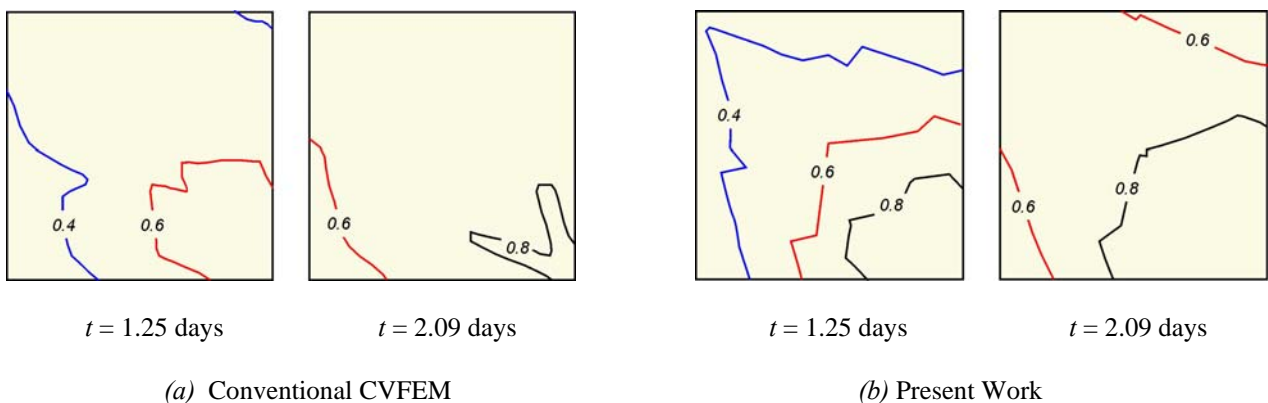 0.4
0.6
0.6
0.8
0.4
0.6
0.8
0.6
0.8
0.6
t = 1.25 days
t = 2.09 days
t = 1.25 days
t = 2.09 days
(a) Conventional CVFEM
(b) Present Work